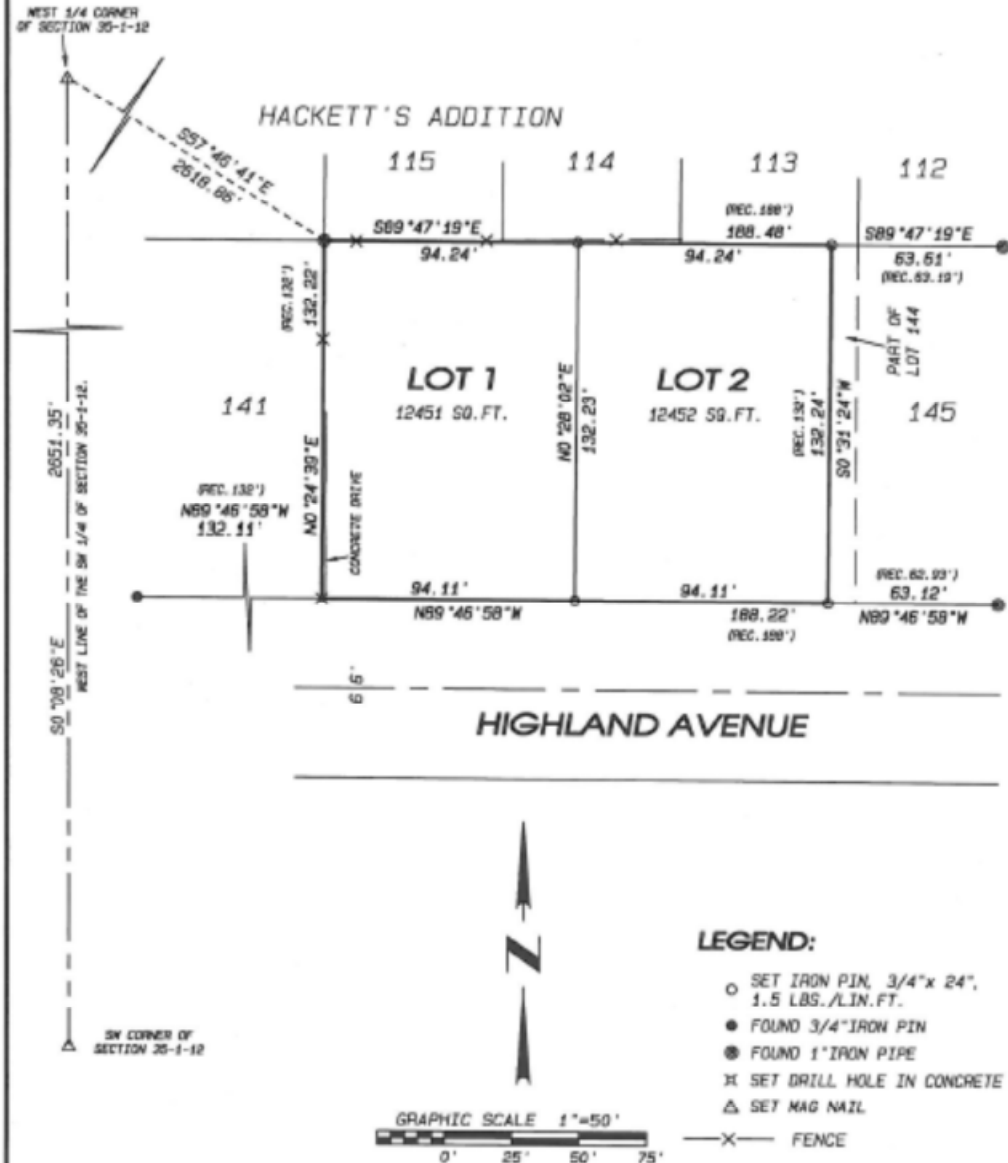 WEST 1/4 CORNER
OF SECTION 35-1-12
HACKETT'S ADDITION
S57°46'41"E
2618.86'
115
114
113
112
(REC.188')
S89°47'19"E
188.48'
S89°47'19"E
94.24'
94.24'
63.61'
(REC.63.19')
(REC.132')
132.22'
N0°24'39"E
LOT 1
12451 SQ.FT.
N0°28'02"E
132.23'
LOT 2
12452 SQ.FT.
(REC.132')
132.24'
S0°31'24"W
PART OF
LOT 144
141
145
2651.35'
S0°08'26"E
WEST LINE OF THE SW 1/4 OF SECTION 35-1-12.
(REC.132')
N89°46'58"W
132.11'
CONCRETE DRIVE
94.11'
N89°46'58"W
94.11'
188.22'
(REC.188')
(REC.62.93')
63.12'
N89°46'58"W
66'
HIGHLAND AVENUE
N
SW CORNER OF
SECTION 35-1-12
LEGEND:
SET IRON PIN, 3/4"x 24",
1.5 LBS./LIN.FT.
FOUND 3/4"IRON PIN
FOUND 1"IRON PIPE
SET DRILL HOLE IN CONCRETE
SET MAG NAIL
FENCE
GRAPHIC SCALE 1"=50'
0' 25' 50' 75'